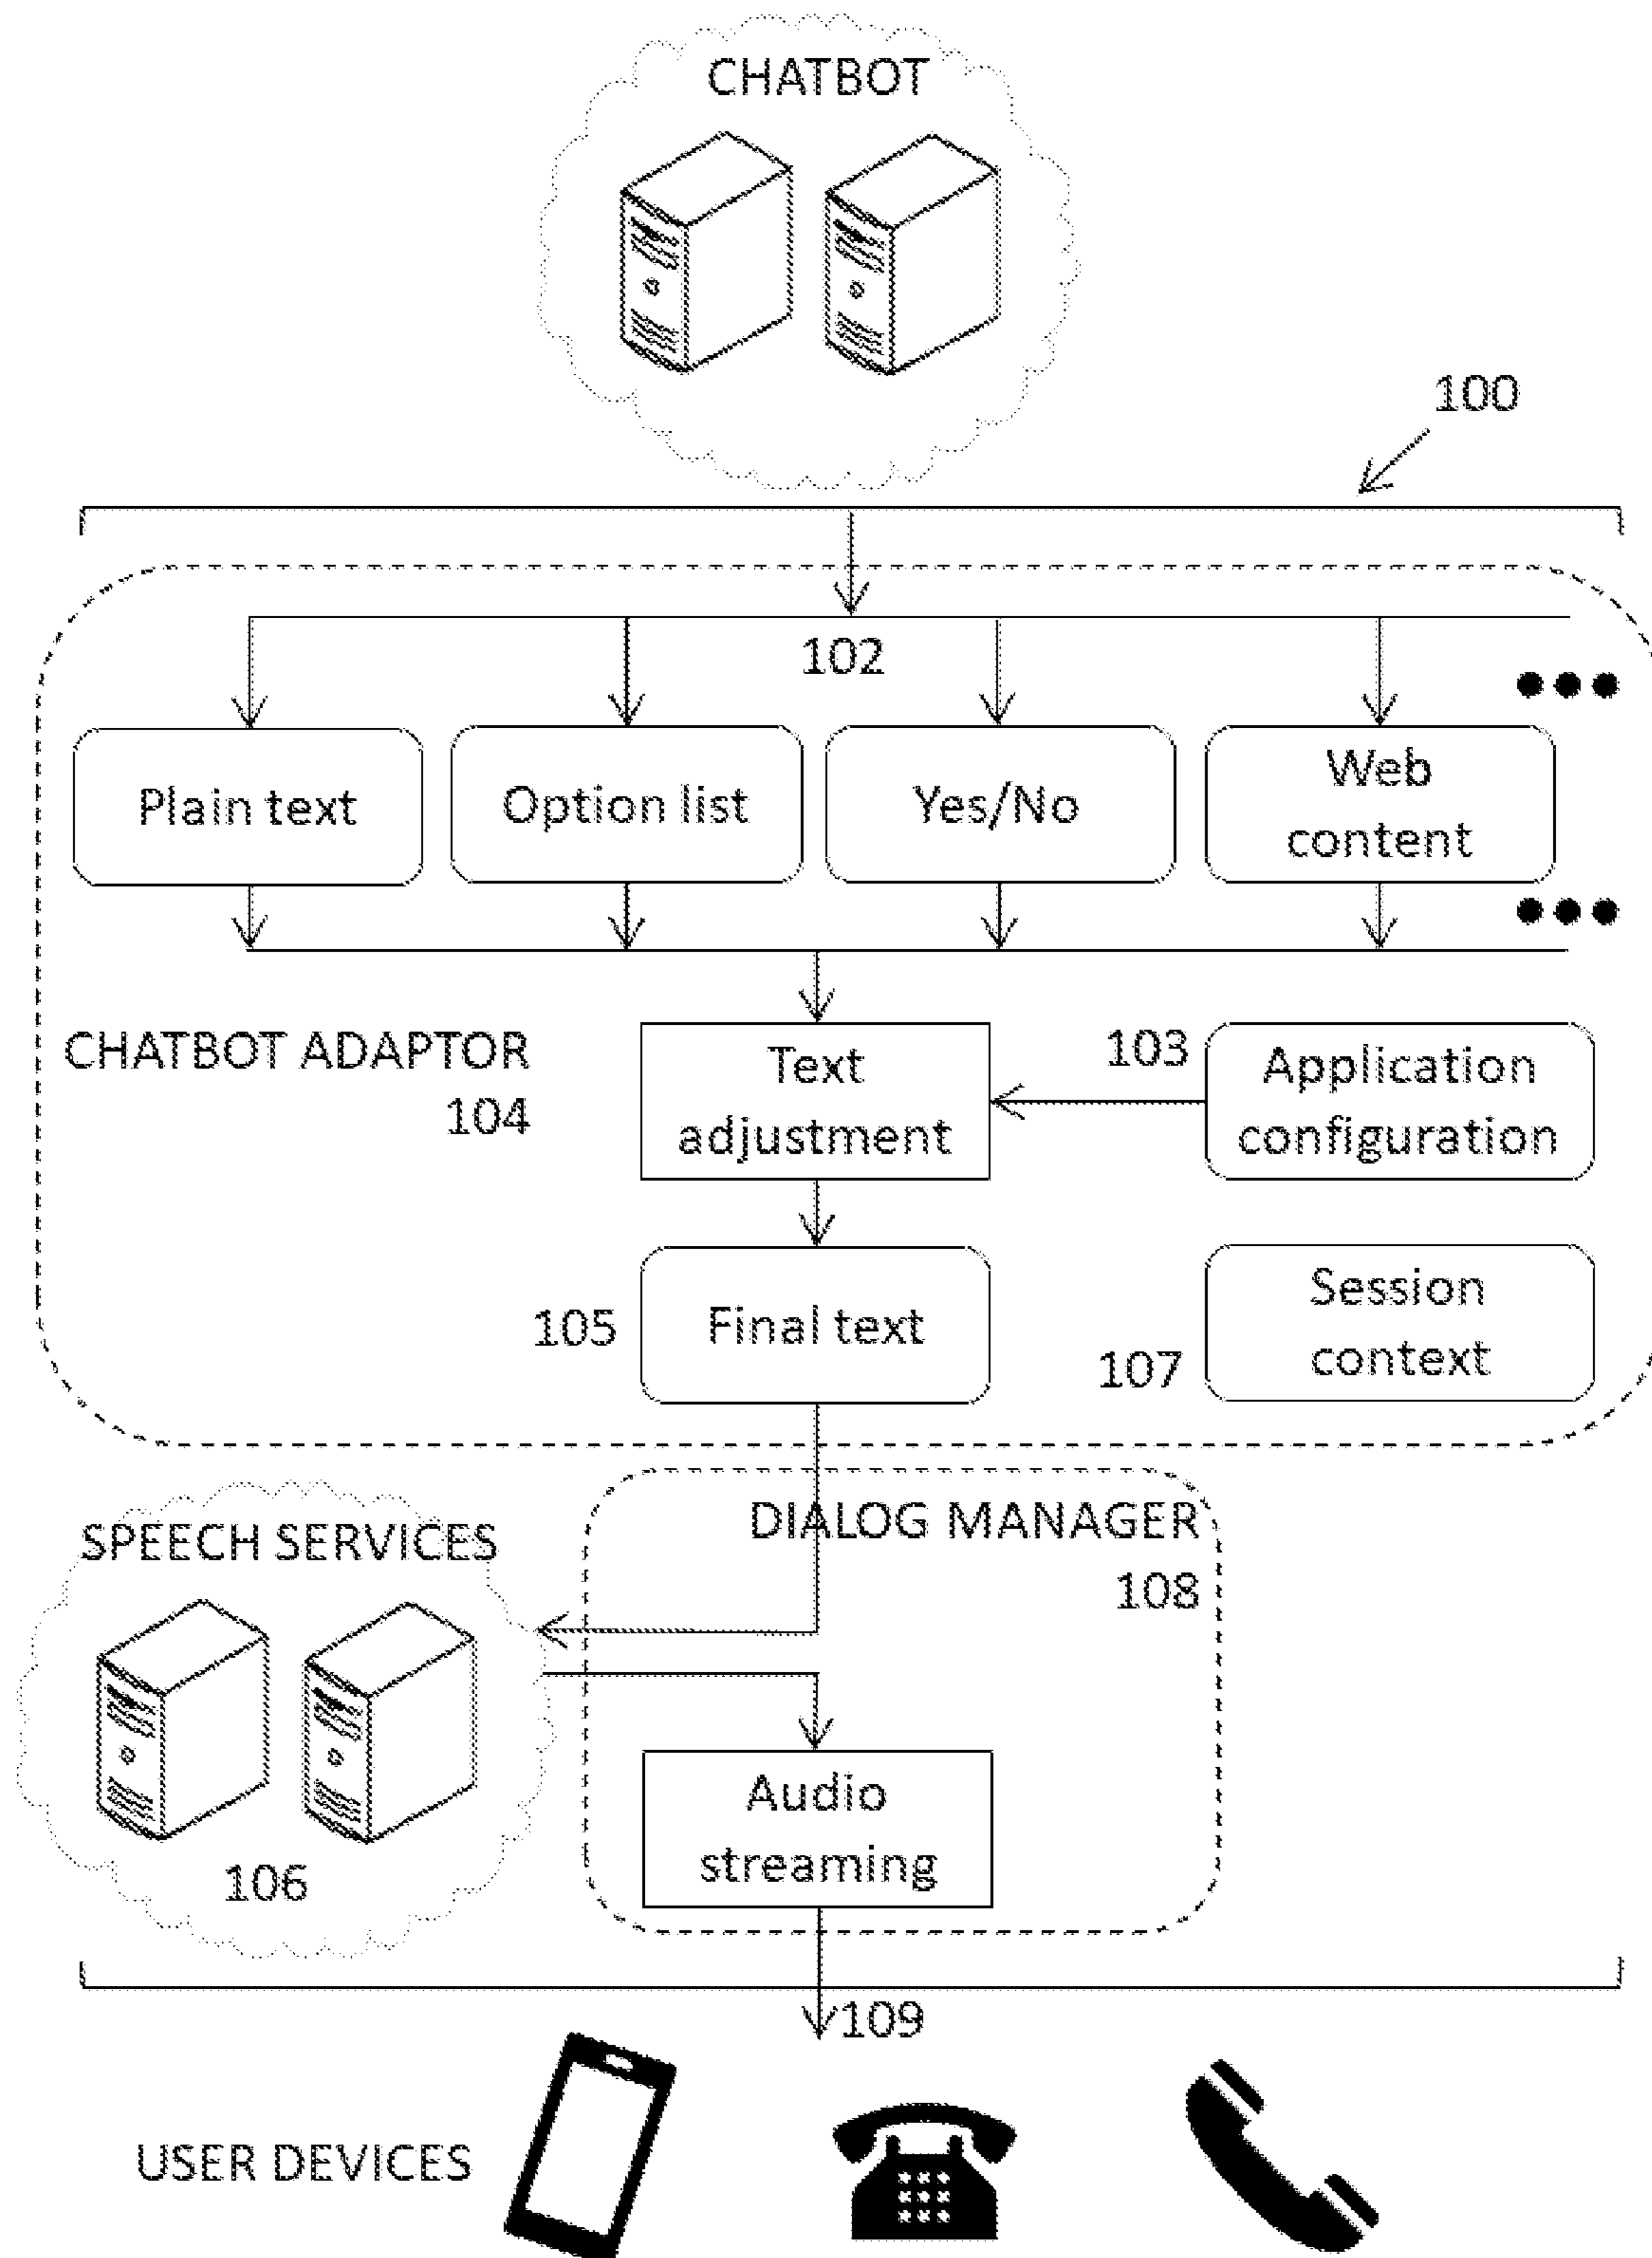 CHATBOT
100
102
Plain text
Option list
Yes/No
Web
content
CHATBOT ADAPTOR
104
Text
adjustment
103
Application
configuration
105
Final text
107
Session
context
SPEECH SERVICES
106
DIALOG MANAGER
108
Audio
streaming
109
USER DEVICES